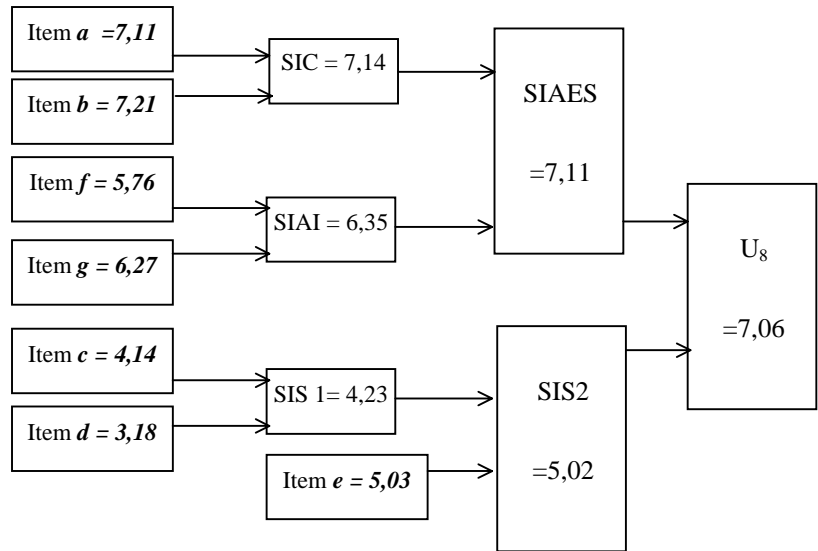 Item a =7,11
Item b = 7,21
SIC = 7,14
SIAES
=7,11
Item f = 5,76
Item g = 6,27
SIAI = 6,35
U₈
=7,06
Item c = 4,14
Item d = 3,18
SIS 1= 4,23
Item e = 5,03
SIS2
=5,02